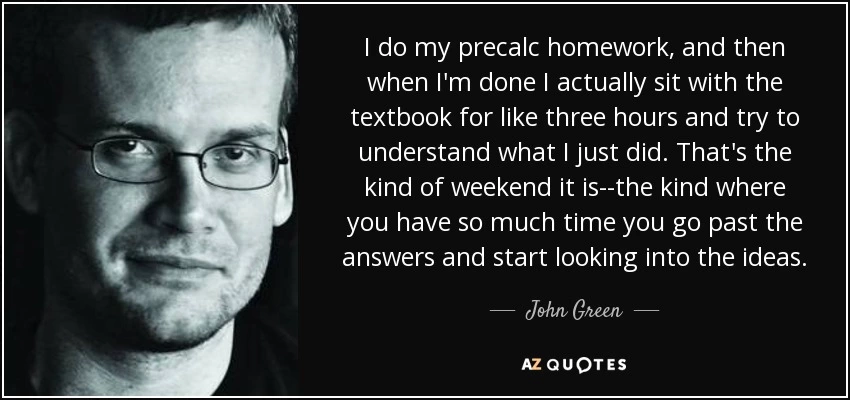 I do my precalc homework, and then
when I'm done I actually sit with the
textbook for like three hours and try to
understand what I just did. That's the
kind of weekend it is--the kind where
you have so much time you go past the
answers and start looking into the ideas.
John Green
AZ QUOTES